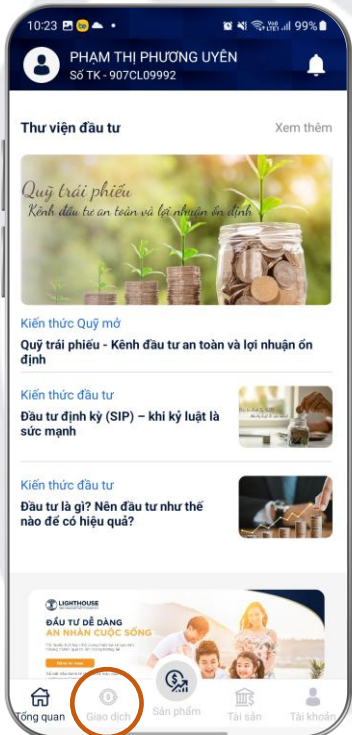 10:23
99%
PHẠM THỊ PHƯƠNG UYÊN
Số TK - 907CL09992
Thư viện đầu tư
Xem thêm
Quỹ trái phiếu
Kênh đầu tư an toàn và lợi nhuận ổn định
Kiến thức Quỹ mở
Quỹ trái phiếu - Kênh đầu tư an toàn và lợi nhuận ổn
định
Kiến thức đầu tư
Đầu tư định kỳ (SIP) – khi kỷ luật là
sức mạnh
Kiến thức đầu tư
Đầu tư là gì? Nên đầu tư như thế
nào để có hiệu quả?
LIGHTHOUSE
ĐẦU TƯ DỄ DÀNG
AN NHÀN CUỘC SỐNG
Tổng quan
Giao dịch
Sản phẩm
Tài sản
Tài khoản